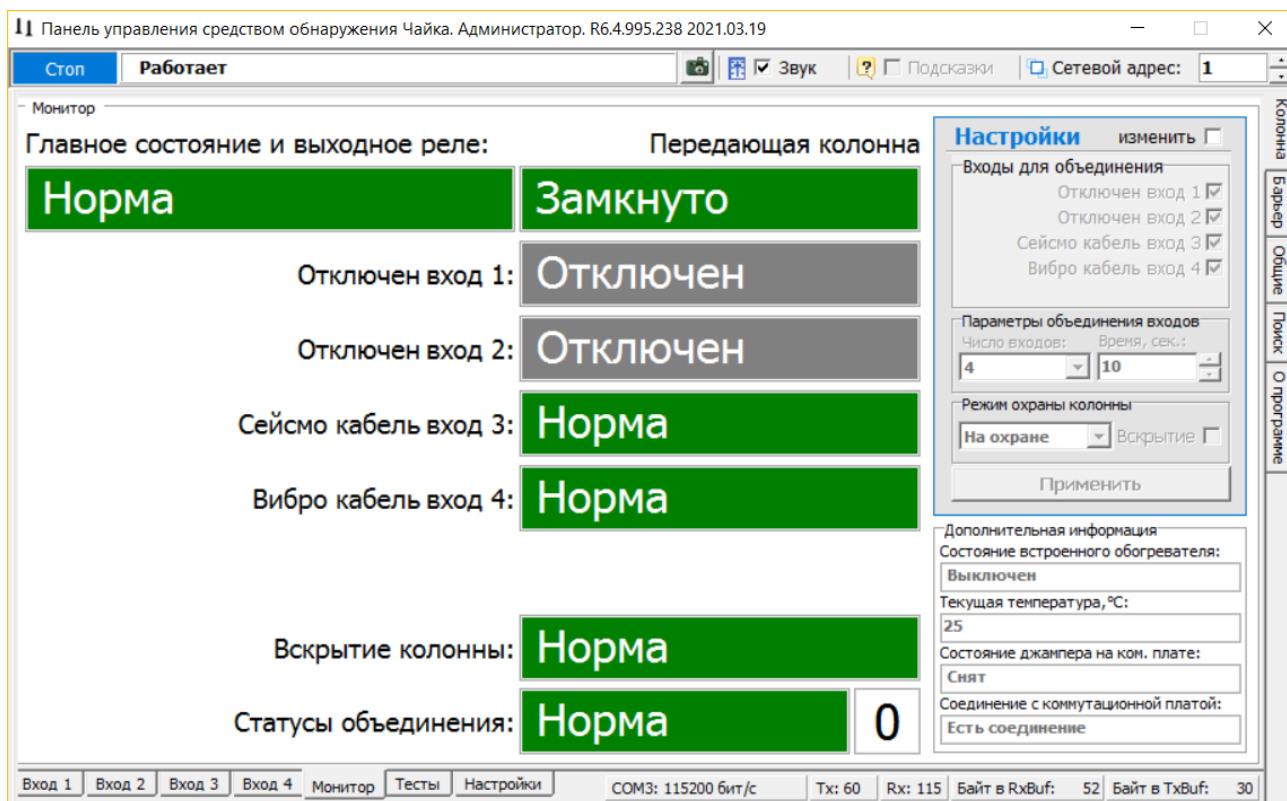 Панель управления средством обнаружения Чайка. Администратор. R6.4.995.238 2021.03.19
Стоп Работает Звук Подсказки Сетевой адрес: 1
Монитор
Главное состояние и выходное реле: Передающая колонна
Норма Замкнуто
Отключен вход 1: Отключен
Отключен вход 2: Отключен
Сейсмо кабель вход 3: Норма
Вибро кабель вход 4: Норма
Вскрытие колонны: Норма
Статусы объединения: Норма 0
Настройки изменить
Входы для объединения
Отключен вход 1
Отключен вход 2
Сейсмо кабель вход 3
Вибро кабель вход 4
Параметры объединения входов
Число входов: Время, сек.:
4 10
Режим охраны колонны
На охране Вскрытие
Применить
Дополнительная информация
Состояние встроенного обогревателя:
Выключен
Текущая температура,°C:
25
Состояние джампера на ком. плате:
Снят
Соединение с коммутационной платой:
Есть соединение
Колонна
Барьер
Общие
Поиск
О программе
Вход 1 Вход 2 Вход 3 Вход 4 Монитор Тесты Настройки
COM3: 115200 бит/с Tx: 60 Rx: 115 Байт в RxBuf: 52 Байт в TxBuf: 30